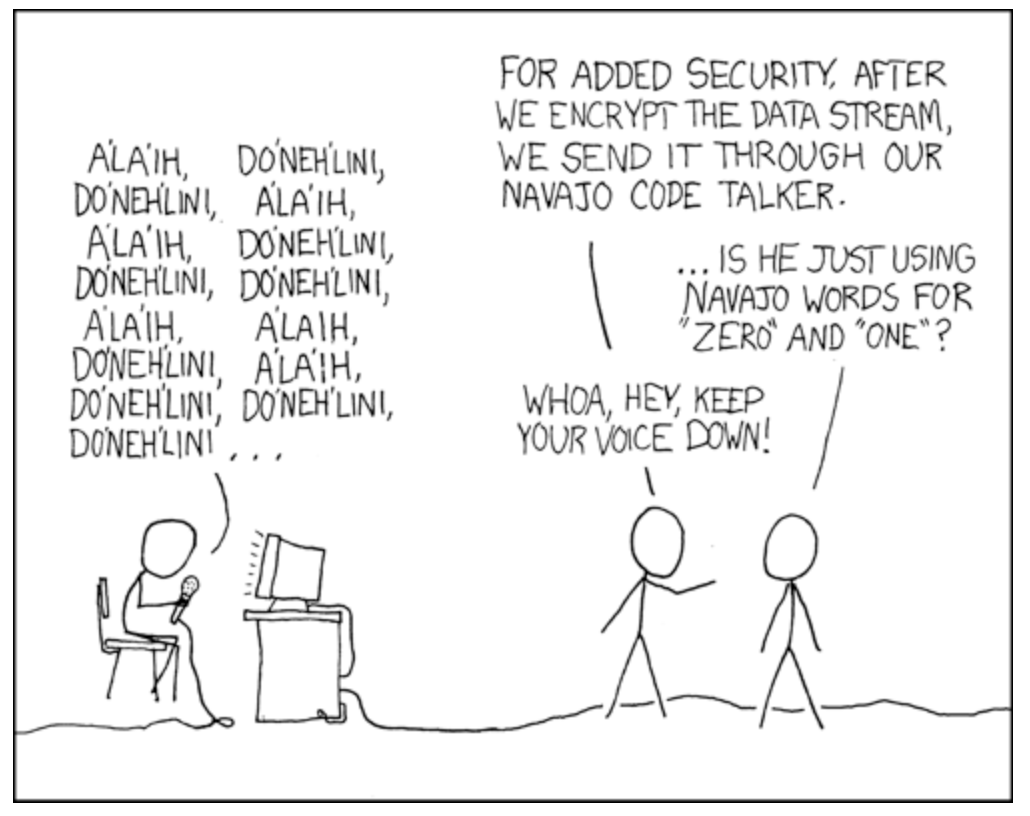 A'LA'IH, DO'NEH'LINI,
DO'NEH'LINI, A'LA'IH,
A'LA'IH, DO'NEH'LINI,
DO'NEH'LINI, DO'NEH'LINI,
A'LA'IH, A'LA'IH,
DO'NEH'LINI, A'LA'IH,
DO'NEH'LINI, DO'NEH'LINI,
DO'NEH'LINI ...
FOR ADDED SECURITY, AFTER
WE ENCRYPT THE DATA STREAM,
WE SEND IT THROUGH OUR
NAVAJO CODE TALKER.
...IS HE JUST USING
NAVAJO WORDS FOR
"ZERO" AND "ONE"?
WHOA, HEY, KEEP
YOUR VOICE DOWN!